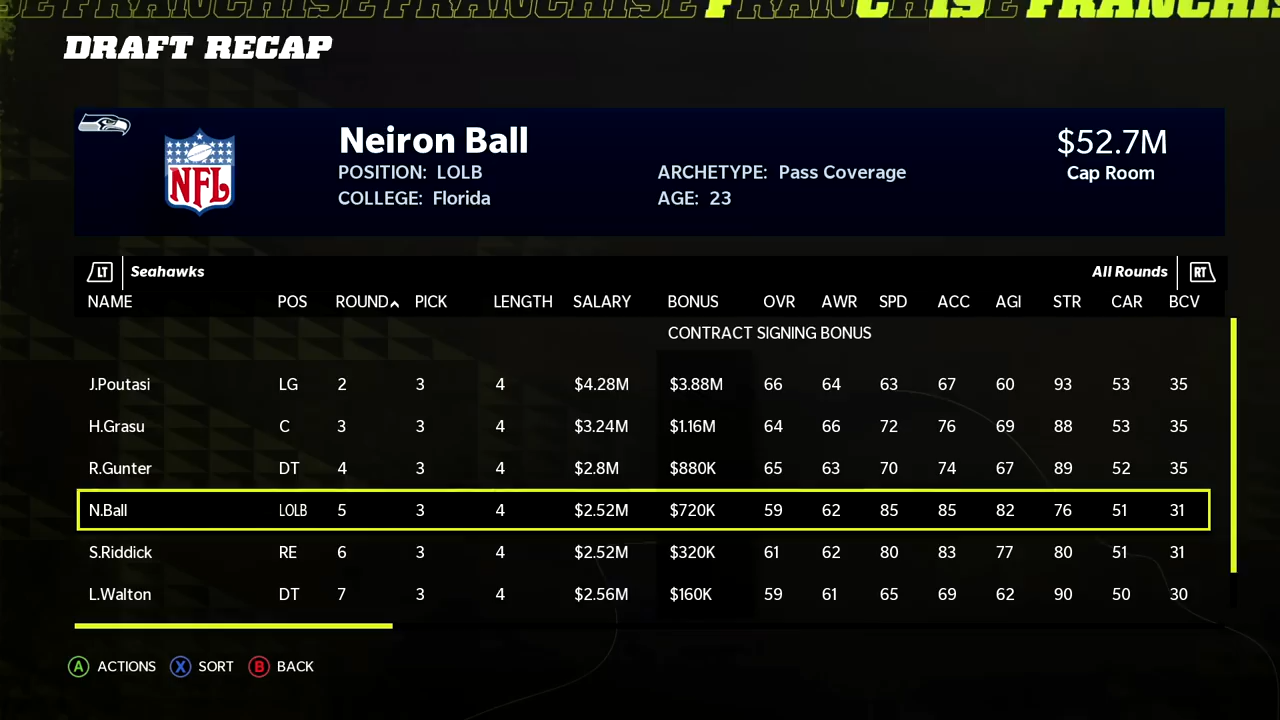 FRANCHISE FRANCHISE FRANCHISE FRANCHISE FRANCHIS
DRAFT RECAP
NFL
Neiron Ball
POSITION: LOLB
COLLEGE: Florida
ARCHETYPE: Pass Coverage
AGE: 23
$52.7M
Cap Room
LT Seahawks All Rounds RT
NAME POS ROUND PICK LENGTH SALARY BONUS OVR AWR SPD ACC AGI STR CAR BCV
CONTRACT SIGNING BONUS
J.Poutasi LG 2 3 4 $4.28M $3.88M 66 64 63 67 60 93 53 35
H.Grasu C 3 3 4 $3.24M $1.16M 64 66 72 76 69 88 53 35
R.Gunter DT 4 3 4 $2.8M $880K 65 63 70 74 67 89 52 35
N.Ball LOLB 5 3 4 $2.52M $720K 59 62 85 85 82 76 51 31
S.Riddick RE 6 3 4 $2.52M $320K 61 62 80 83 77 80 51 31
L.Walton DT 7 3 4 $2.56M $160K 59 61 65 69 62 90 50 30
A ACTIONS X SORT B BACK